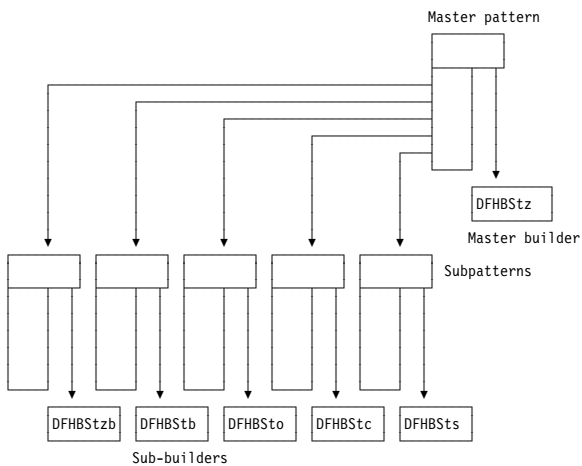 Master pattern
DFHBStz
Master builder
Subpatterns
DFHBStzb DFHBStb DFHBSto DFHBStc DFHBSts
Sub-builders